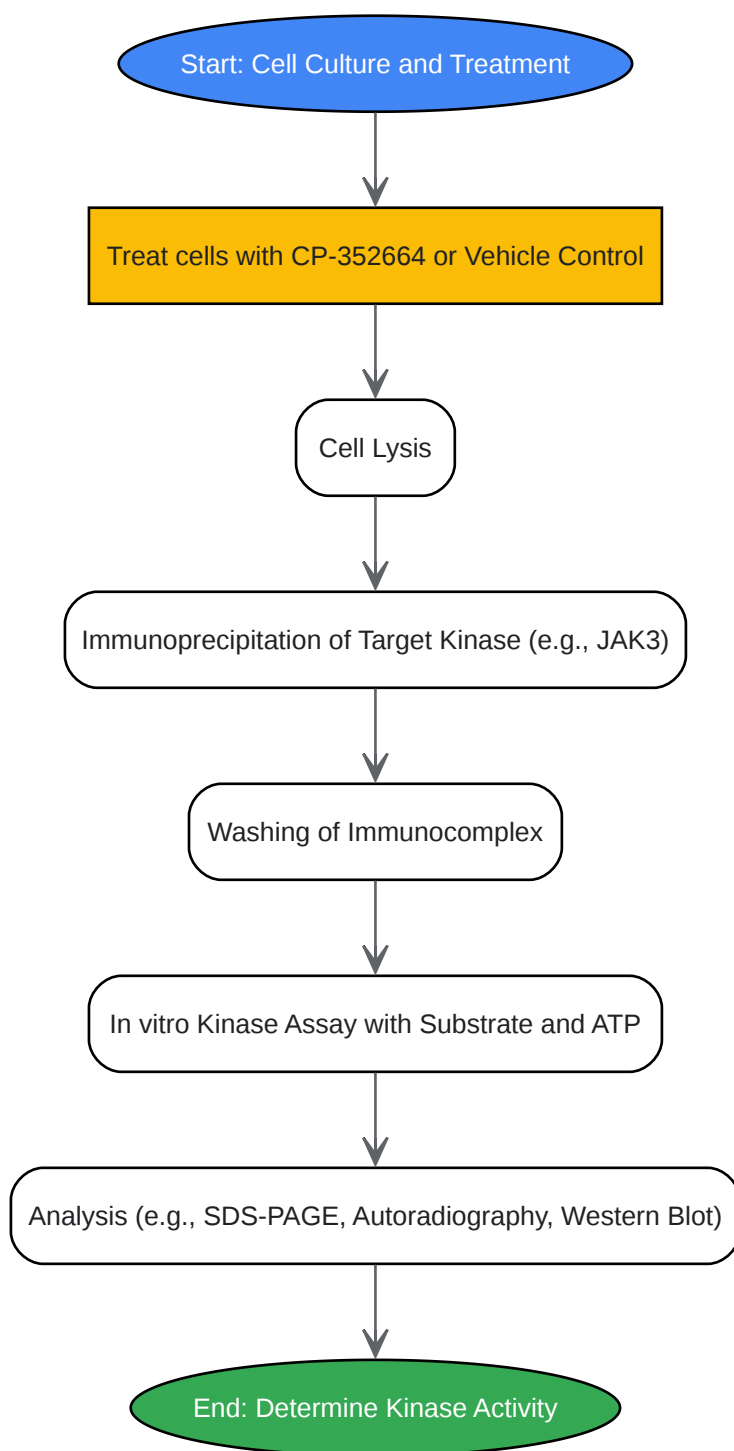 Start: Cell Culture and Treatment
Treat cells with CP-352664 or Vehicle Control
Cell Lysis
Immunoprecipitation of Target Kinase (e.g., JAK3)
Washing of Immunocomplex
In vitro Kinase Assay with Substrate and ATP
Analysis (e.g., SDS-PAGE, Autoradiography, Western Blot)
End: Determine Kinase Activity